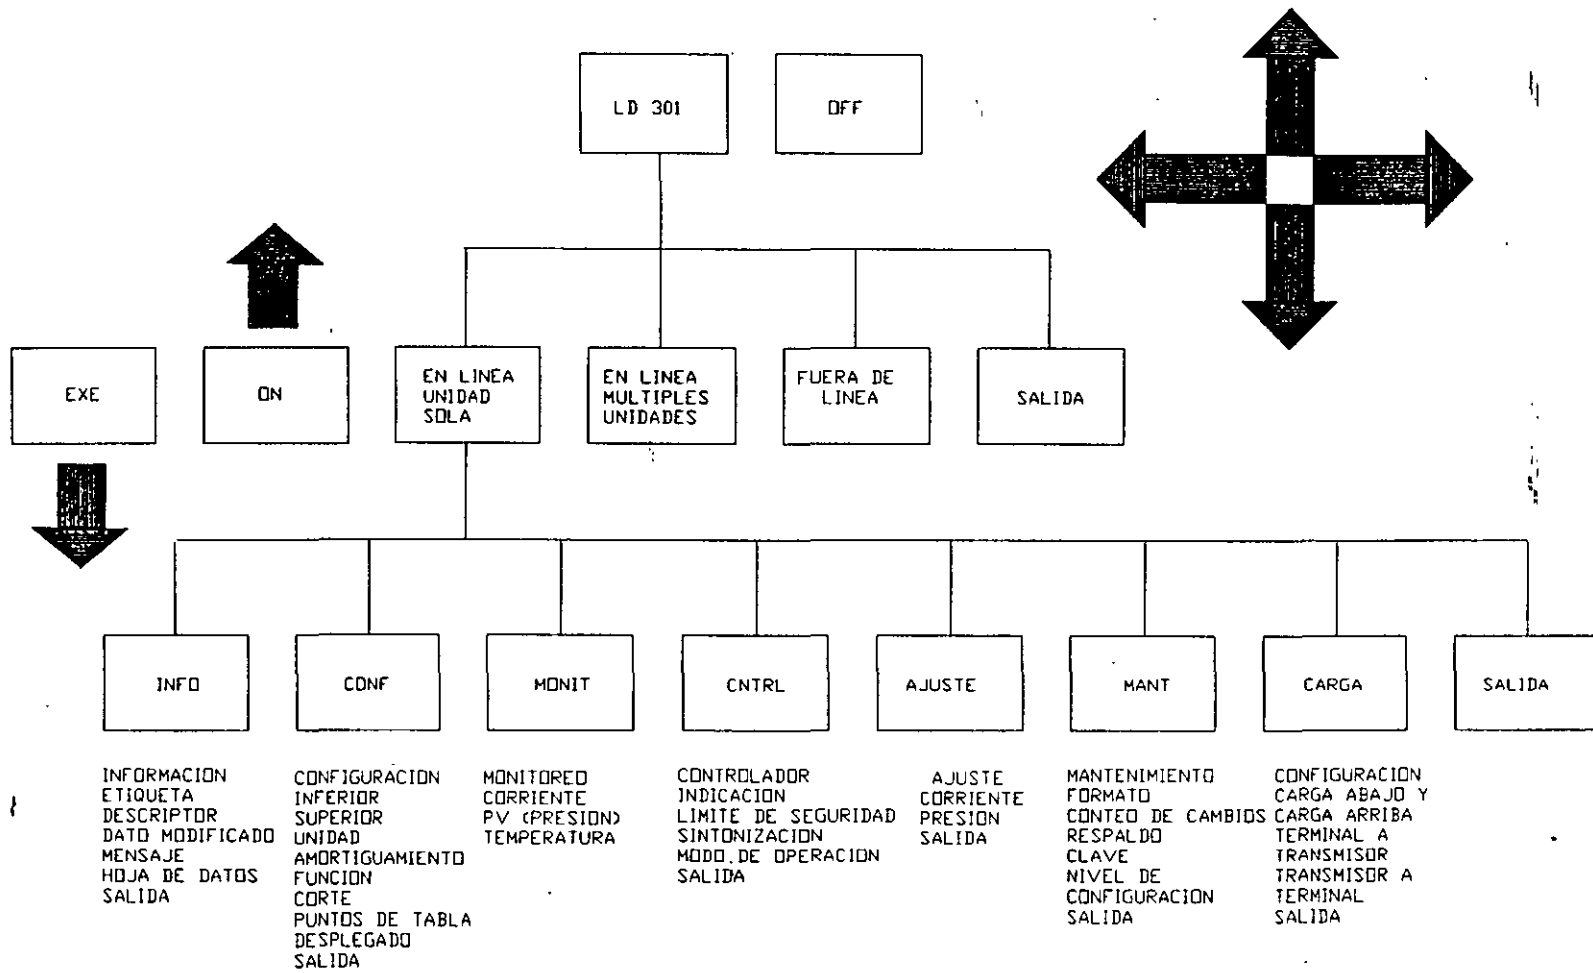 LD 301
OFF
EXE
ON
EN LINEA
UNIDAD
SOLA
EN LINEA
MULTIPLES
UNIDADES
FUERA DE
LINEA
SALIDA
INFO
CONF
MONIT
CNTRL
AJUSTE
MANT
CARGA
SALIDA
INFORMACION
ETIQUETA
DESCRIPTOR
DATO MODIFICADO
MENSAJE
HOJA DE DATOS
SALIDA
CONFIGURACION
INFERIOR
SUPERIOR
UNIDAD
AMORTIGUAMIENTO
FUNCION
CORTE
PUNTOS DE TABLA
DESPLEGADO
SALIDA
MONITOREO
CORRIENTE
PV (PRESION)
TEMPERATURA
CONTROLADOR
INDICACION
LIMITE DE SEGURIDAD
SINTONIZACION
MODO.DE OPERACION
SALIDA
AJUSTE
CORRIENTE
PRESION
SALIDA
MANTENIMIENTO
FORMATO
CONTEO DE CAMBIOS
RESPALDO
CLAVE
NIVEL DE
CONFIGURACION
SALIDA
CONFIGURACION
CARGA ABAJO Y
CARGA ARRIBA
TERMINAL A
TRANSMISOR
TRANSMISOR A
TERMINAL
SALIDA